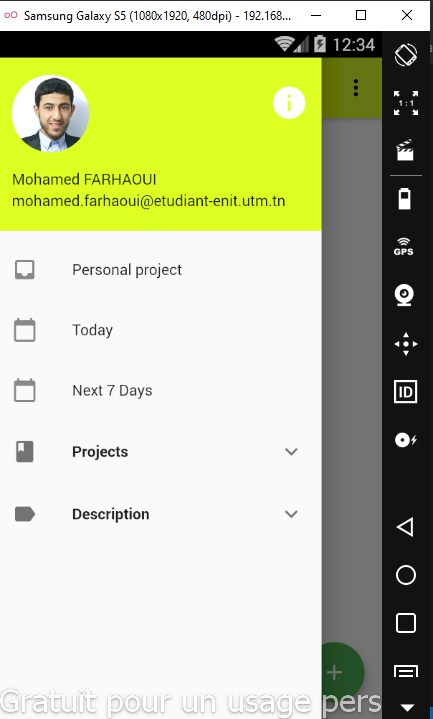 Samsung Galaxy S5 (1080x1920, 480dpi) - 192.168...
12:34
1:1
Mohamed FARHAOUI
mohamed.farhaoui@etudiant-enit.utm.tn
GPS
Personal project
Today
ID
Next 7 Days
Projects
Description
Gratuit pour un usage pers